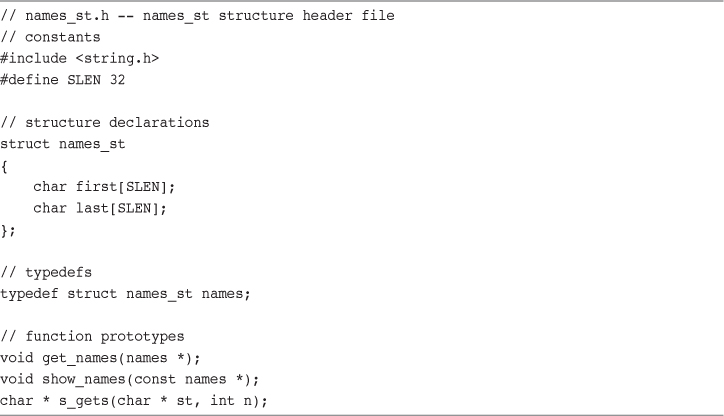 // names_st.h -- names_st structure header file
// constants
#include <string.h>
#define SLEN 32
// structure declarations
struct names_st
{
    char first[SLEN];
    char last[SLEN];
};
// typedefs
typedef struct names_st names;
// function prototypes
void get_names(names *);
void show_names(const names *);
char * s_gets(char * st, int n);